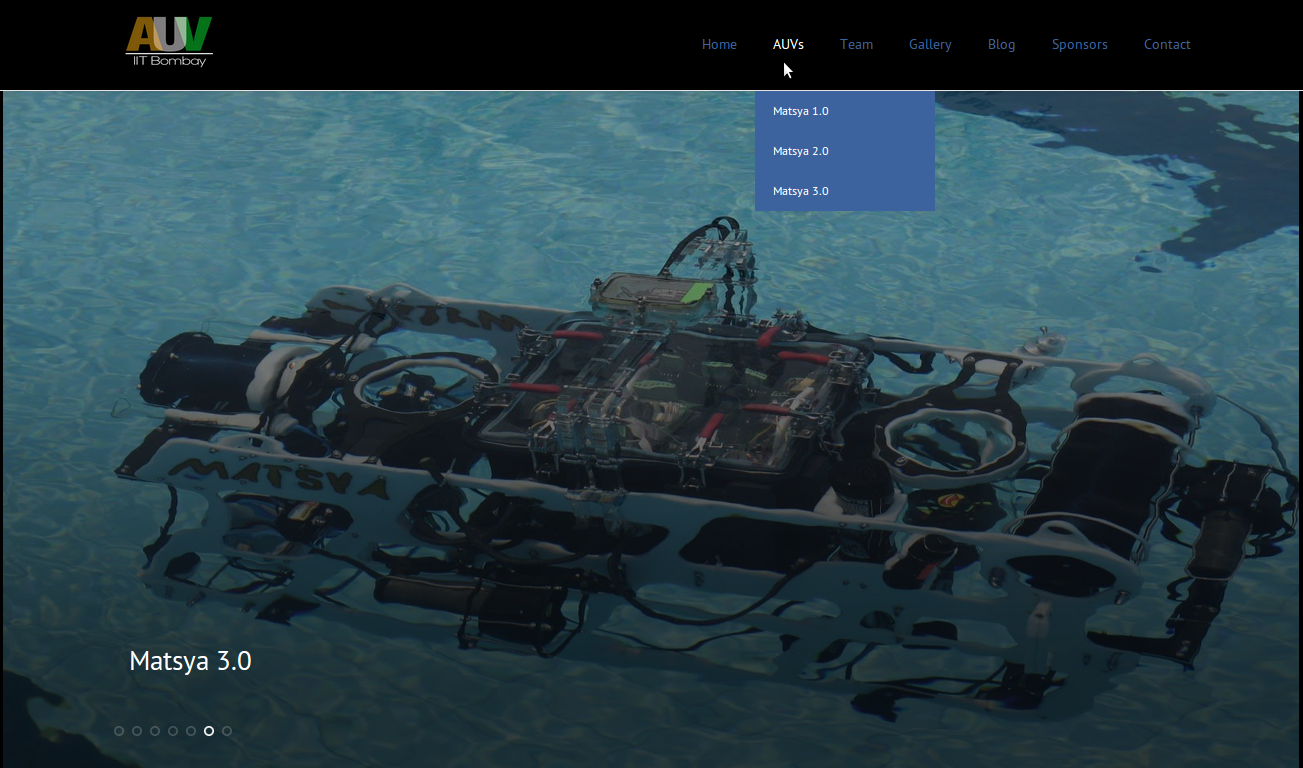 AUV
IIT Bombay
Home
AUVs
Team
Gallery
Blog
Sponsors
Contact
Matsya 1.0
Matsya 2.0
Matsya 3.0
MATSYA
Matsya 3.0